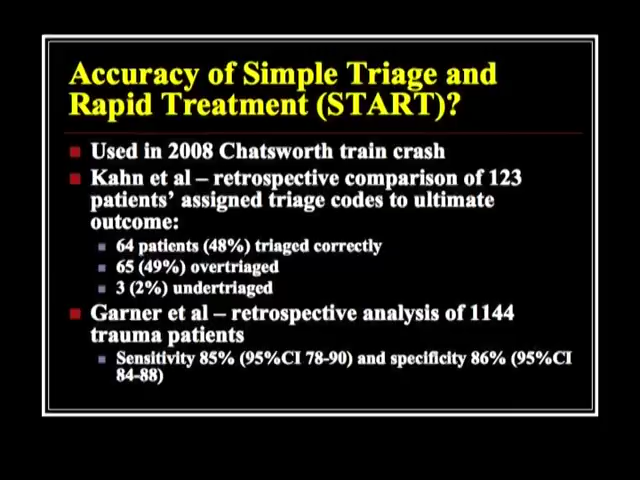 Accuracy of Simple Triage and
Rapid Treatment (START)?
Used in 2008 Chatsworth train crash
Kahn et al – retrospective comparison of 123
patients' assigned triage codes to ultimate
outcome:
64 patients (48%) triaged correctly
65 (49%) overtriaged
3 (2%) undertriaged
Garner et al – retrospective analysis of 1144
trauma patients
Sensitivity 85% (95%CI 78-90) and specificity 86% (95%CI
84-88)